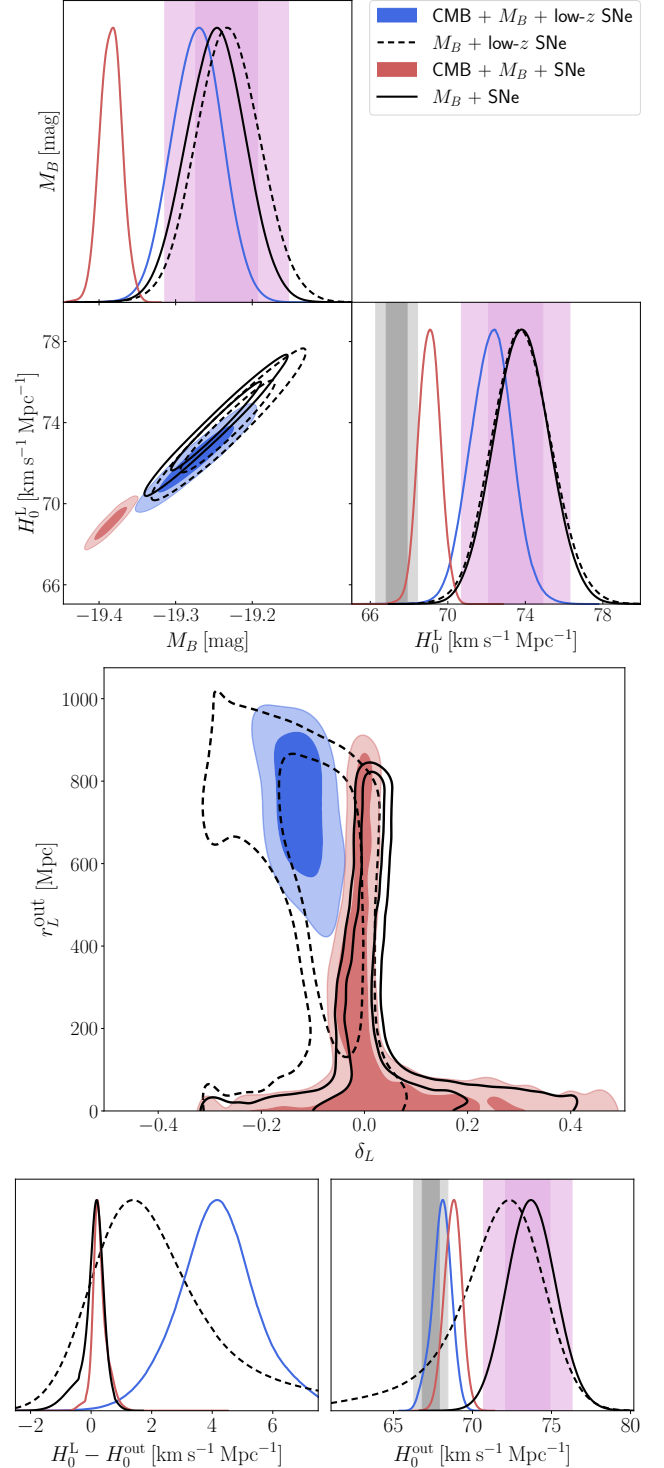 M_B [mag]
CMB + M_B + low-z SNe
M_B + low-z SNe
CMB + M_B + SNe
M_B + SNe
H_0^L [km s⁻¹ Mpc⁻¹]
78
74
70
66
−19.4 −19.3 −19.2
M_B [mag]
66 70 74 78
H_0^L [km s⁻¹ Mpc⁻¹]
r_L^out [Mpc]
1000
800
600
400
200
0
−0.4 −0.2 0.0 0.2 0.4
δ_L
−2 0 2 4 6
H_0^L − H_0^out [km s⁻¹ Mpc⁻¹]
65 70 75 80
H_0^out [km s⁻¹ Mpc⁻¹]